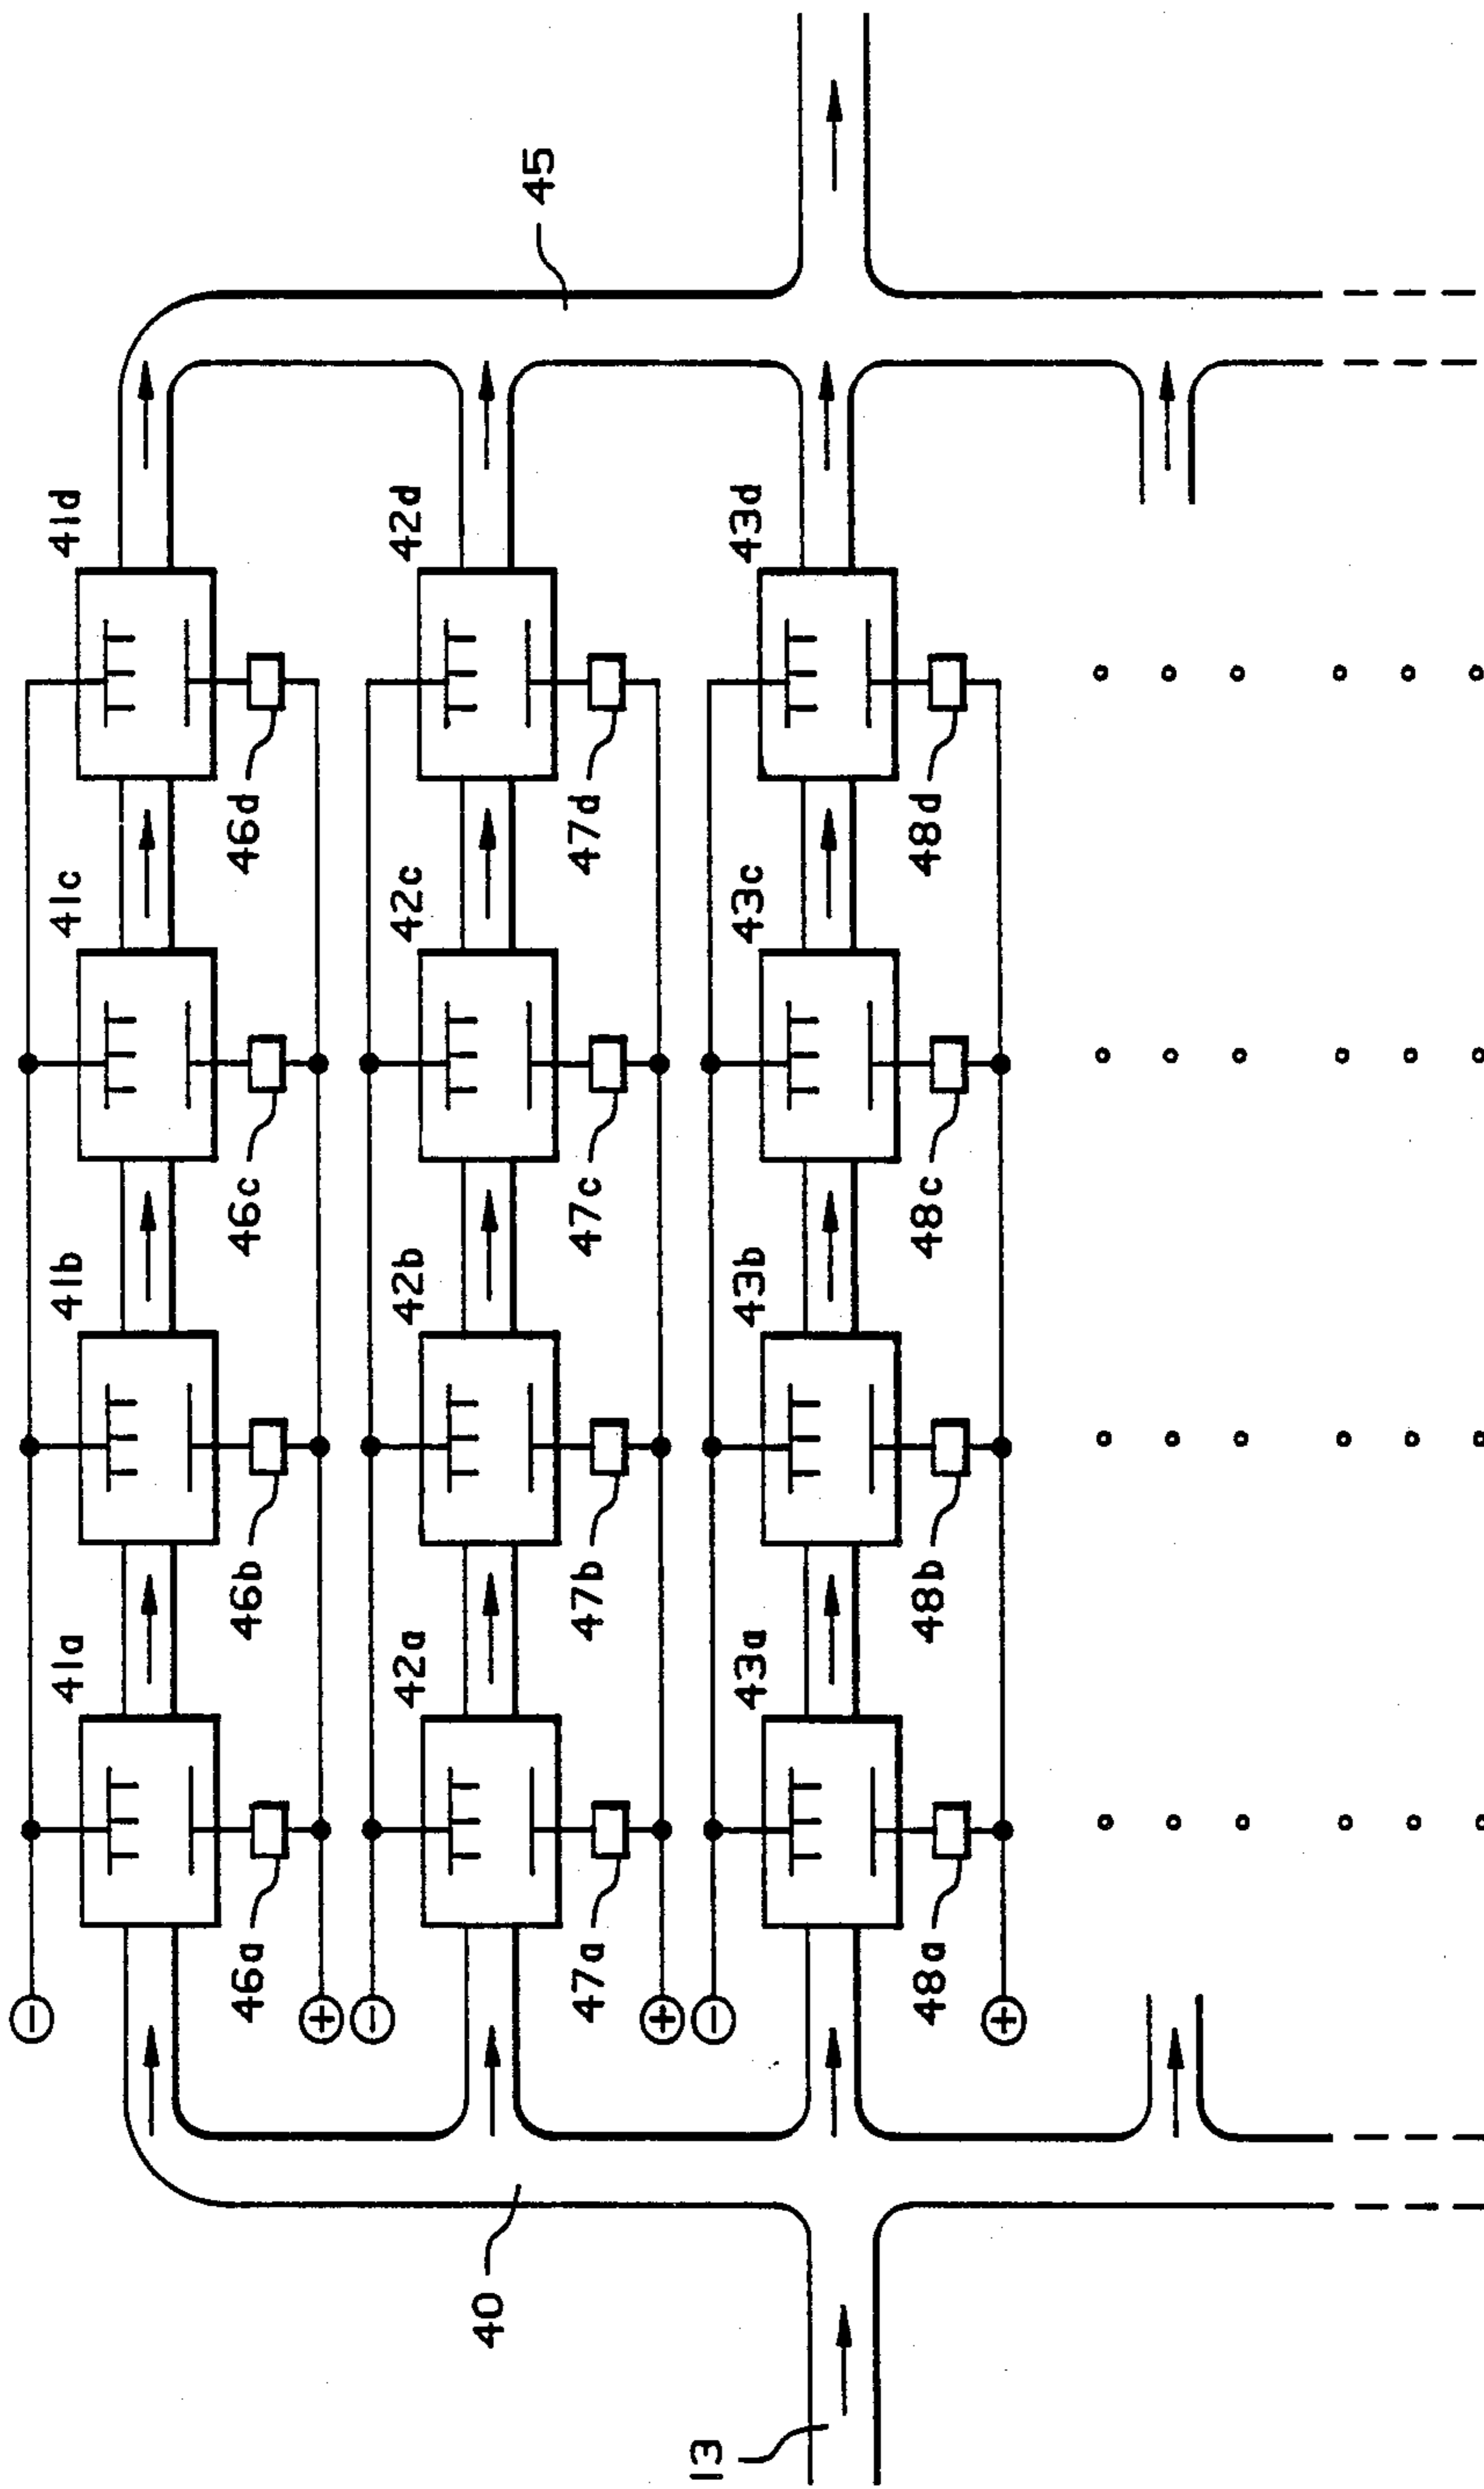 41a 41b 41c 41d
⊖
46a 46b 46c 46d
⊕
42a 42b 42c 42d
⊖
40 45
47a 47b 47c 47d
⊕
43a 43b 43c 43d
⊖
13
48a 48b 48c 48d
⊕